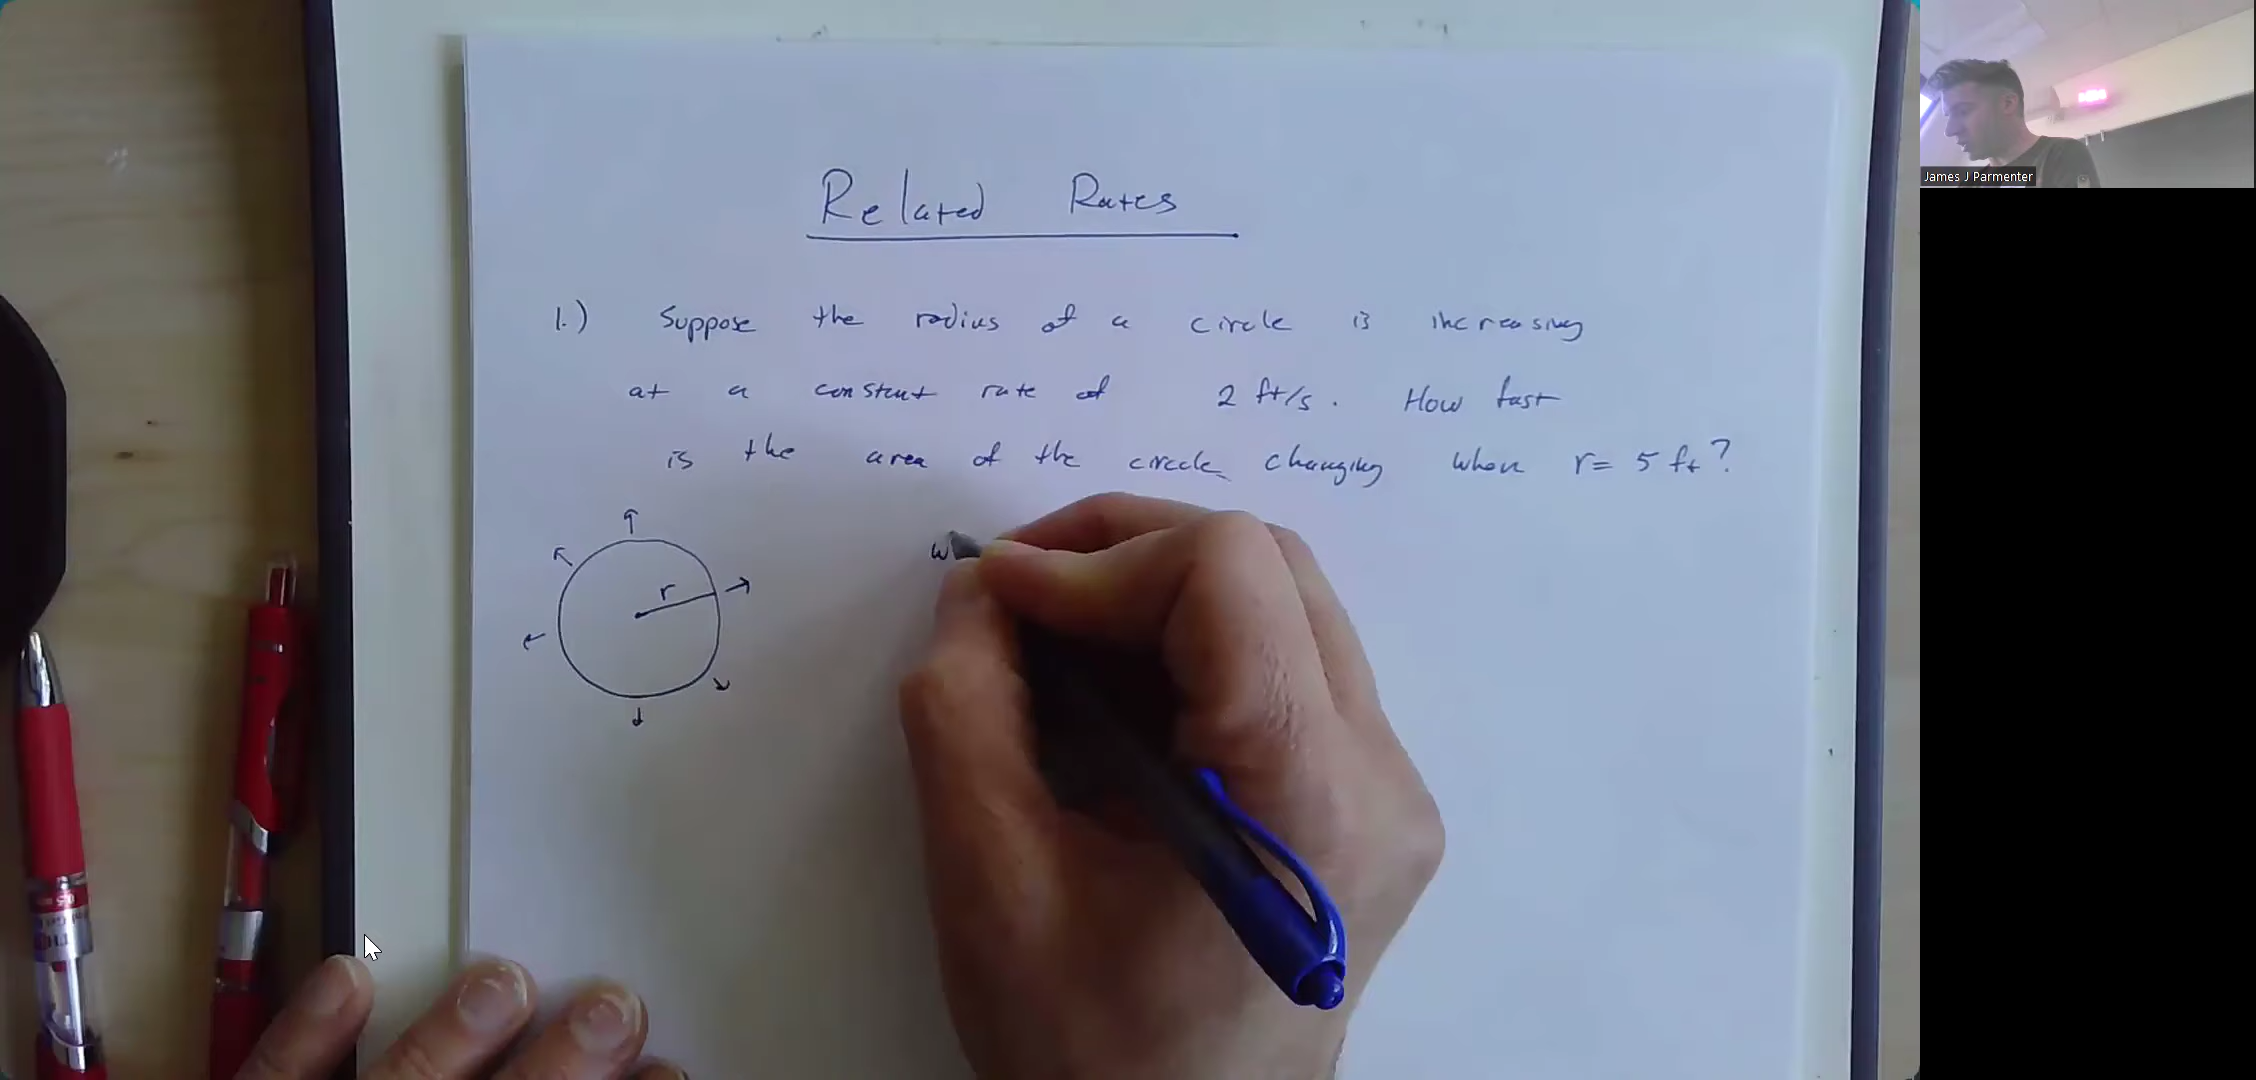 Related Rates
1.) Suppose the radius of a circle is increasing
at a constant rate of 2 ft/s. How fast
is the area of the circle changing when r = 5 ft?
r
w
James J Parmenter